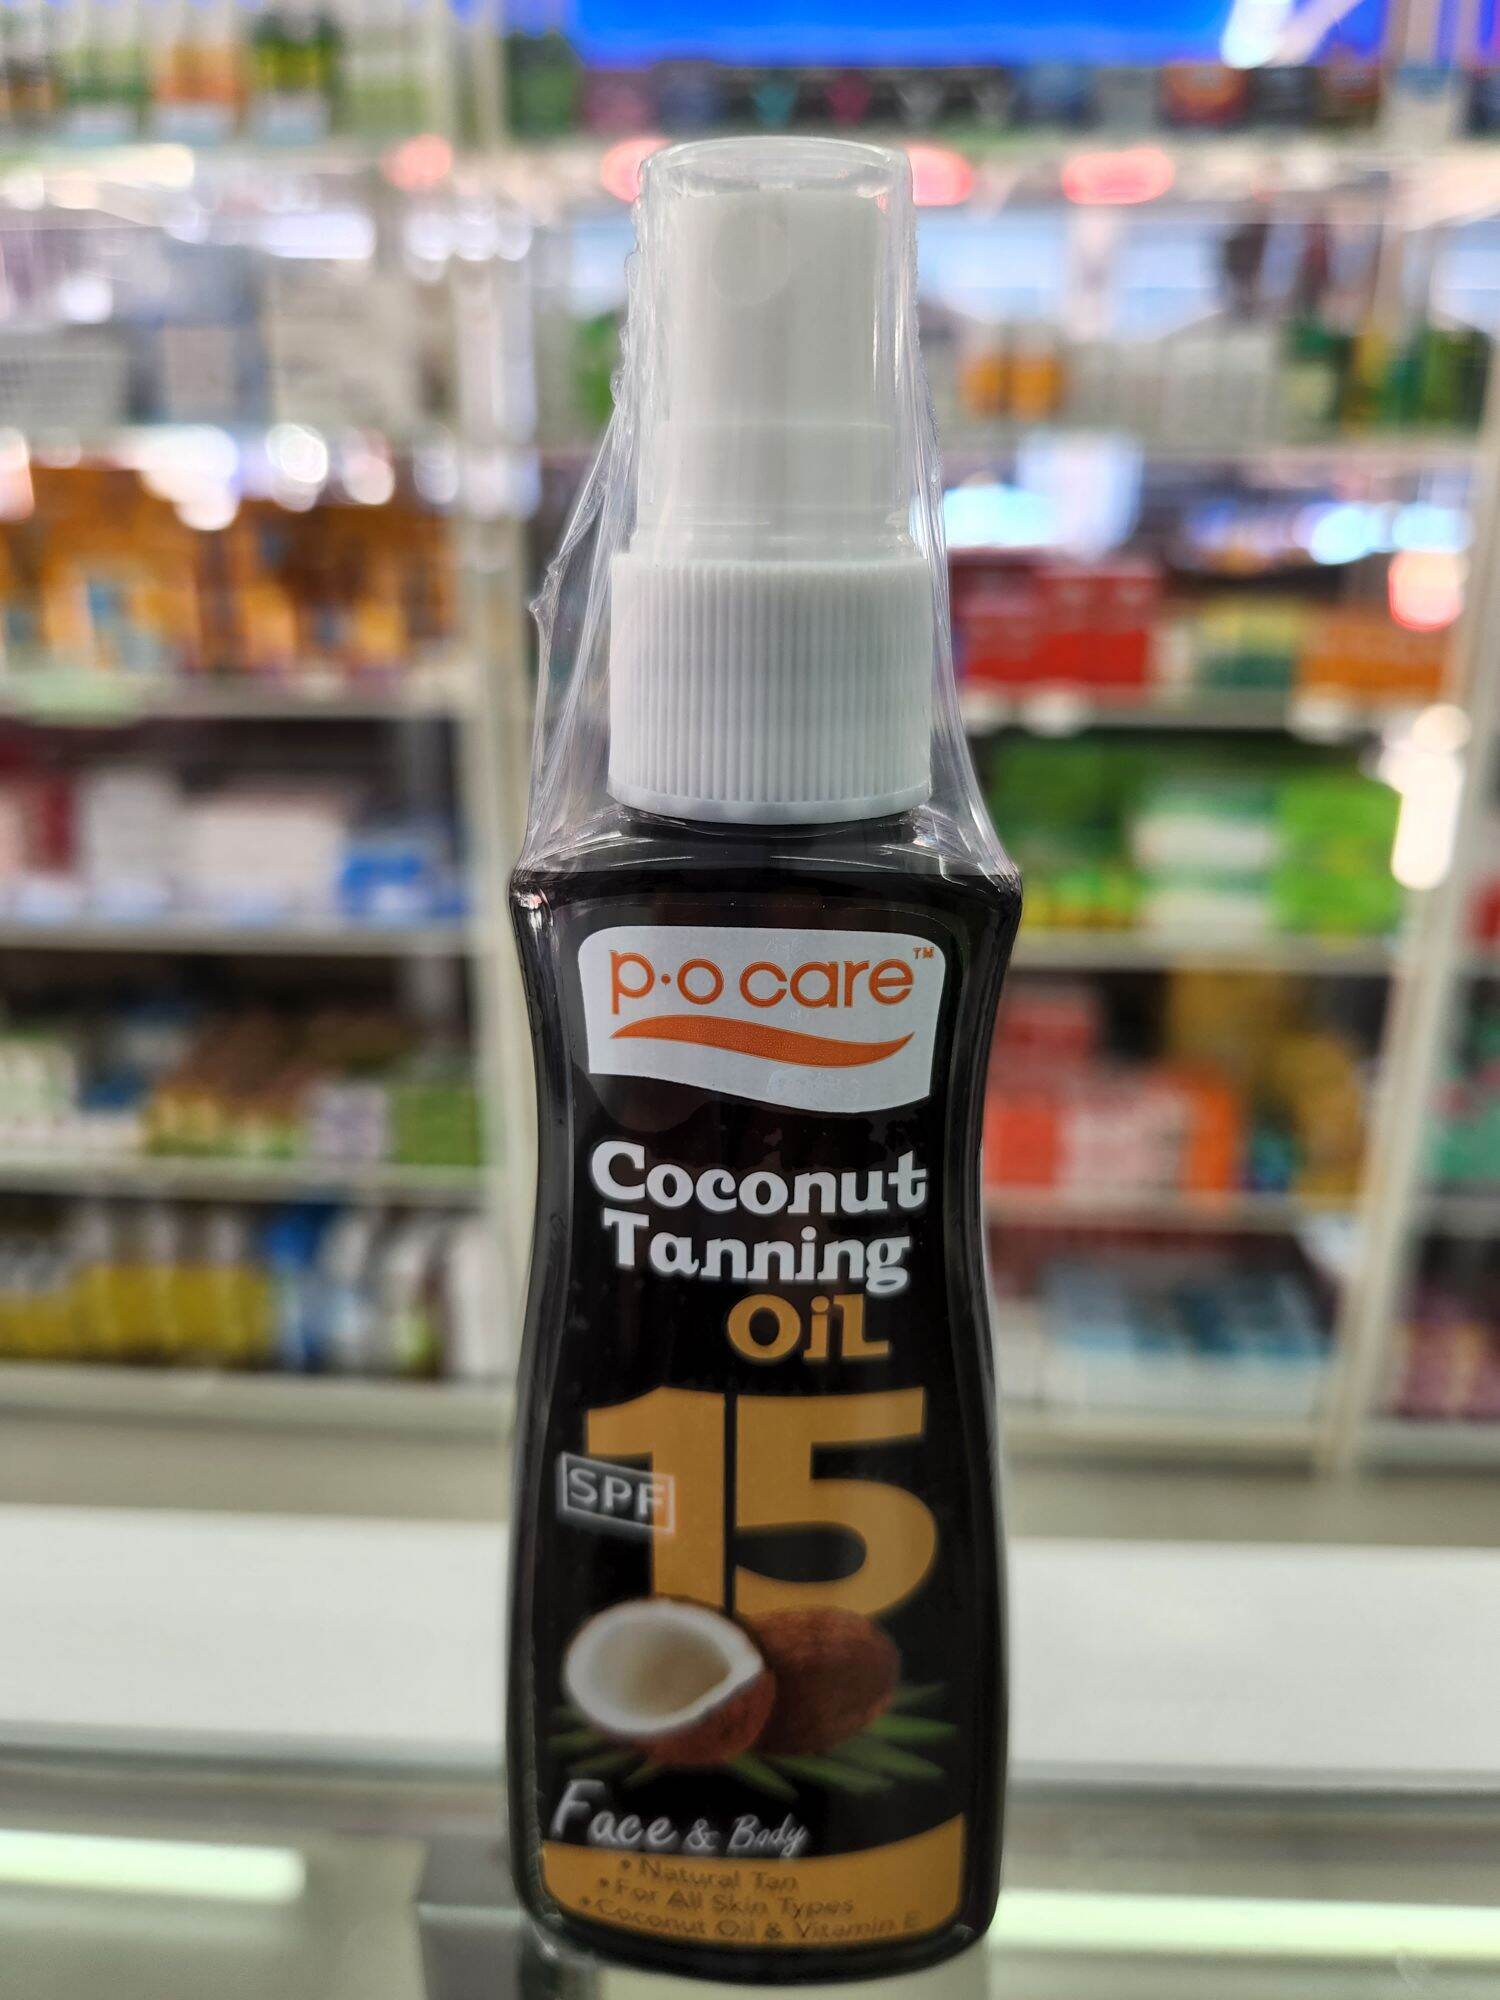 p·o care™
Coconut
Tanning
OiL
15
SPF
Face & Body
• Natural Tan
• For All Skin Types
• Coconut Oil & Vitamin E